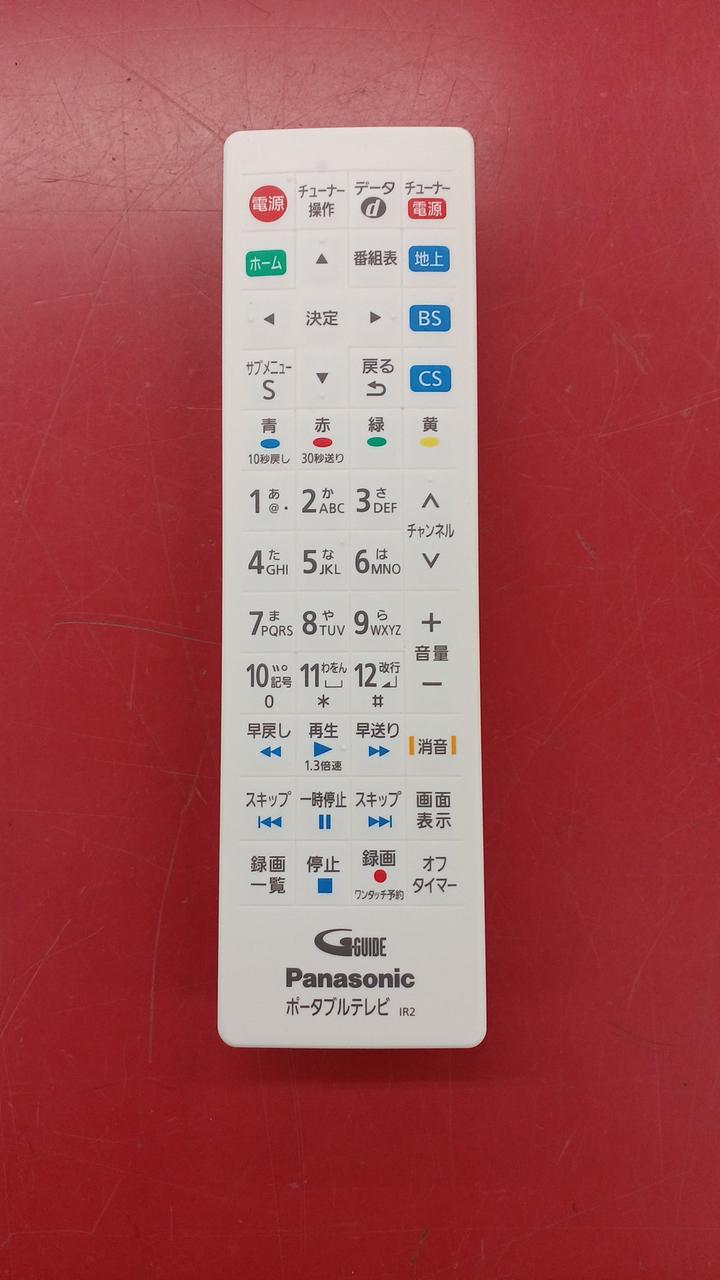 電源 チューナー操作 データ d チューナー電源
ホーム ▲ 番組表 地上
◀ 決定 ▶ BS
サブメニュー S ▼ 戻る CS
青 赤 緑 黄
10秒戻し 30秒送り
1 あ @. 2 か ABC 3 さ DEF ∧
チャンネル
4 た GHI 5 な JKL 6 は MNO ∨
7 ま PQRS 8 や TUV 9 ら WXYZ +
音量
10 ゛゜ 記号 11 わをん 12 改行 −
0 * #
早戻し 再生 早送り 消音
1.3倍速
スキップ 一時停止 スキップ 画面表示
録画一覧 停止 録画 オフタイマー
ワンタッチ予約
G-GUIDE
Panasonic
ポータブルテレビ IR2